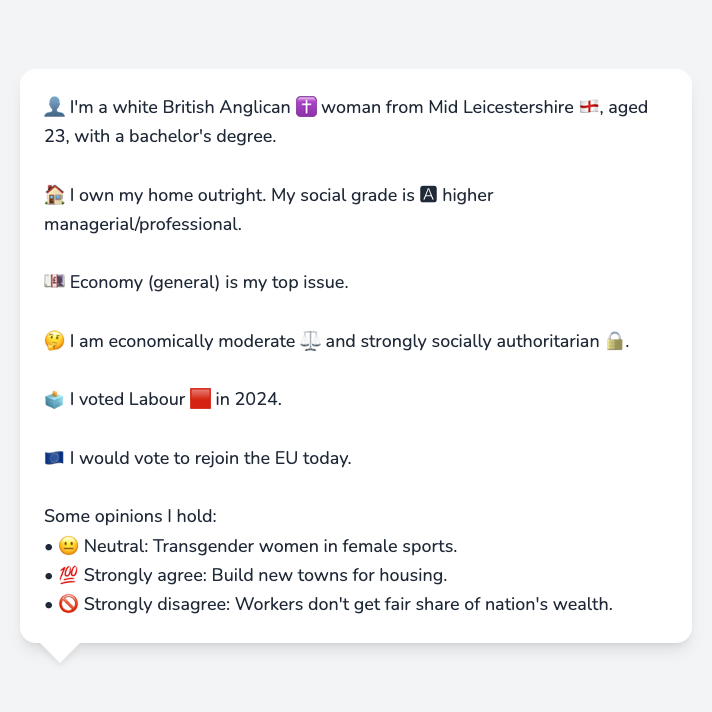 👤 I'm a white British Anglican ✝️ woman from Mid Leicestershire 🏴󠁧󠁢󠁥󠁮󠁧󠁿, aged
23, with a bachelor's degree.
🏠 I own my home outright. My social grade is 🅰 higher
managerial/professional.
💷 Economy (general) is my top issue.
🤔 I am economically moderate ⚖️ and strongly socially authoritarian 🔒.
🗳️ I voted Labour 🟥 in 2024.
🇪🇺 I would vote to rejoin the EU today.
Some opinions I hold:
• 😐 Neutral: Transgender women in female sports.
• 💯 Strongly agree: Build new towns for housing.
• 🚫 Strongly disagree: Workers don't get fair share of nation's wealth.